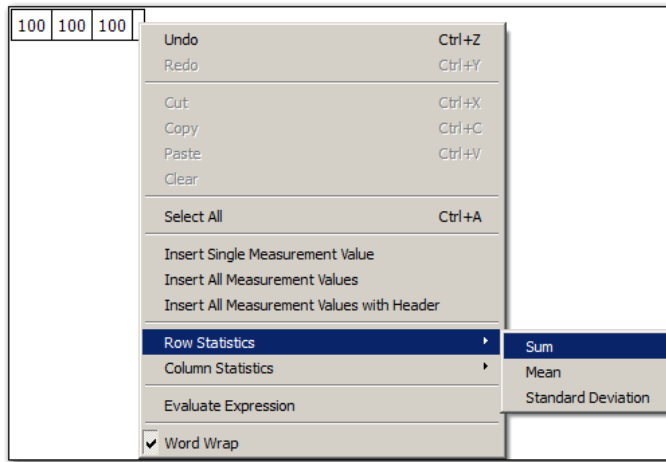 100 100 100
Undo Ctrl+Z
Redo Ctrl+Y
Cut Ctrl+X
Copy Ctrl+C
Paste Ctrl+V
Clear
Select All Ctrl+A
Insert Single Measurement Value
Insert All Measurement Values
Insert All Measurement Values with Header
Row Statistics
Sum
Column Statistics
Mean
Standard Deviation
Evaluate Expression
Word Wrap